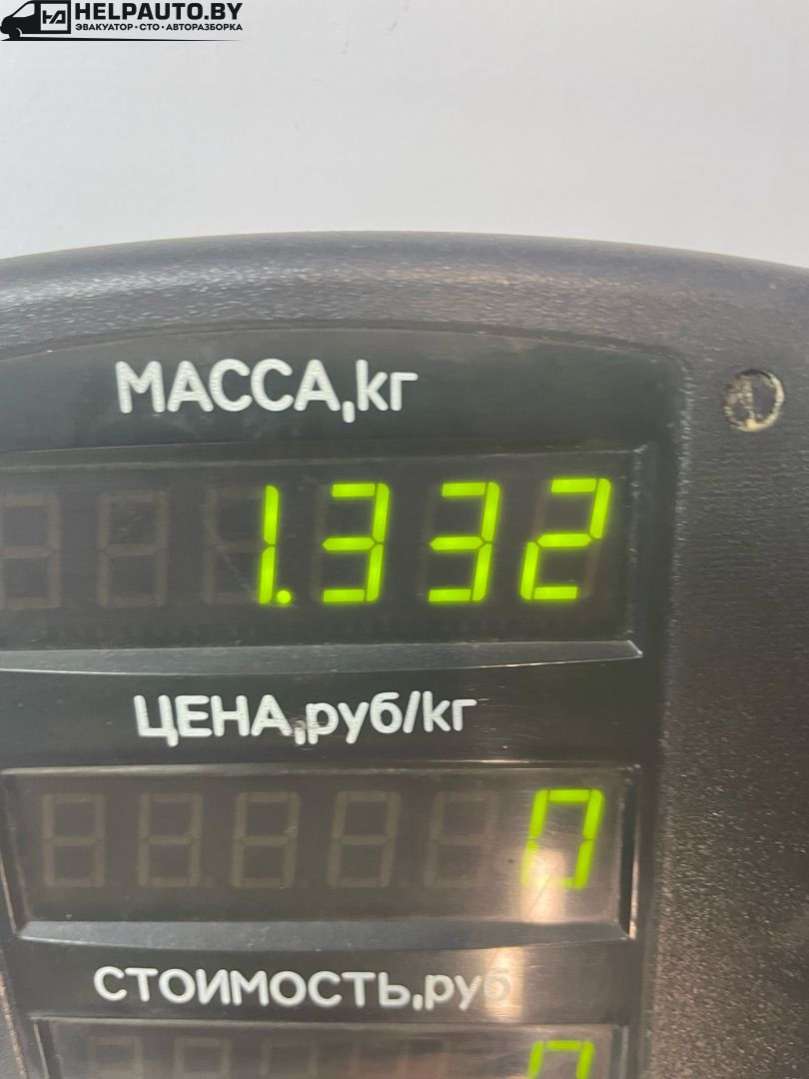 HELPAUTO.BY
ЭВАКУАТОР • СТО • АВТОРАЗБОРКА
МАССА,кг
1.332
ЦЕНА,руб/кг
0
СТОИМОСТЬ,руб
0